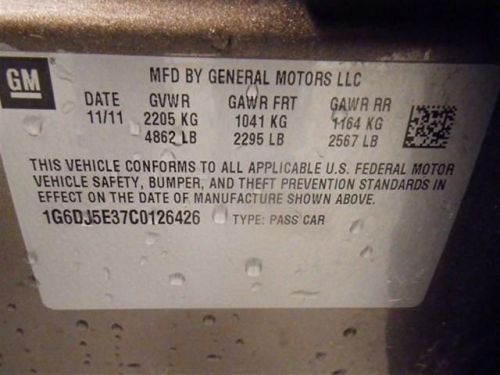 GM
MFD BY GENERAL MOTORS LLC
DATE GVWR GAWR FRT GAWR RR
11/11 2205 KG 1041 KG 1164 KG
4862 LB 2295 LB 2567 LB
THIS VEHICLE CONFORMS TO ALL APPLICABLE U.S. FEDERAL MOTOR
VEHICLE SAFETY, BUMPER, AND THEFT PREVENTION STANDARDS IN
EFFECT ON THE DATE OF MANUFACTURE SHOWN ABOVE.
1G6DJ5E37C0126426 TYPE: PASS CAR